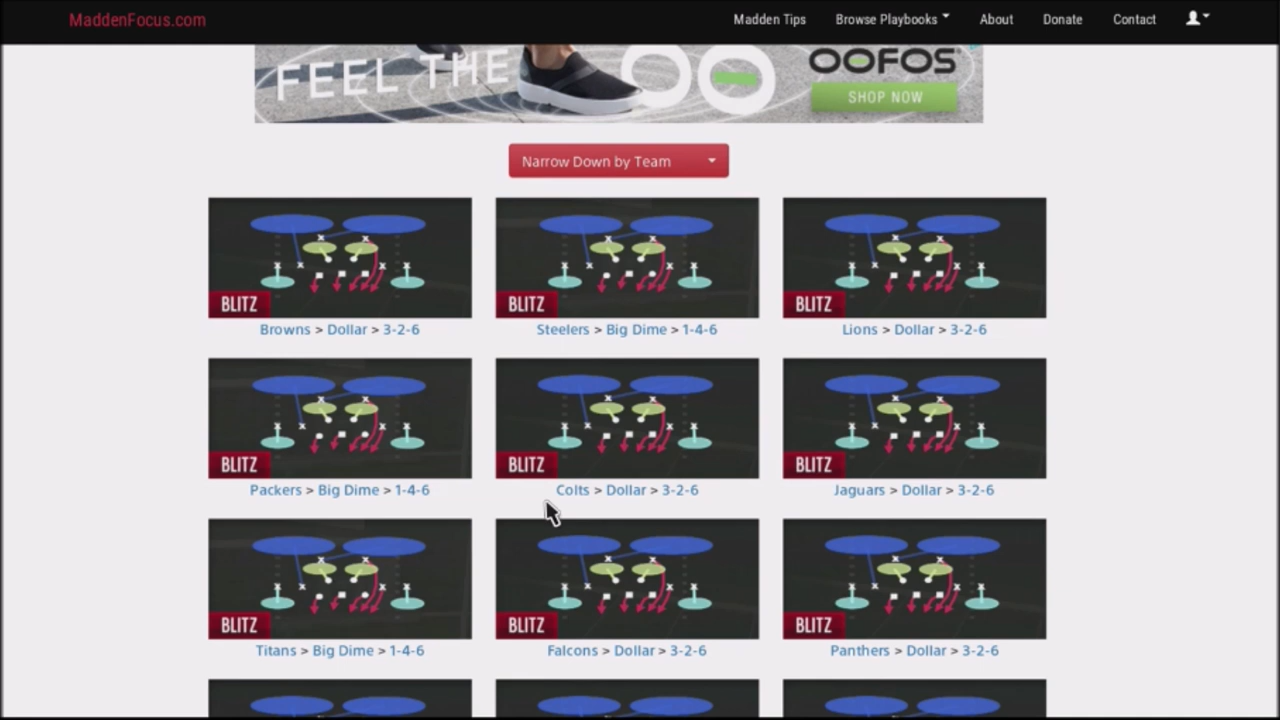 MaddenFocus.com
Madden Tips
Browse Playbooks
About
Donate
Contact
FEEL THE
OOFOS
SHOP NOW
Narrow Down by Team
BLITZ
BLITZ
BLITZ
Browns > Dollar > 3-2-6
Steelers > Big Dime > 1-4-6
Lions > Dollar > 3-2-6
BLITZ
BLITZ
BLITZ
Packers > Big Dime > 1-4-6
Colts > Dollar > 3-2-6
Jaguars > Dollar > 3-2-6
BLITZ
BLITZ
BLITZ
Titans > Big Dime > 1-4-6
Falcons > Dollar > 3-2-6
Panthers > Dollar > 3-2-6